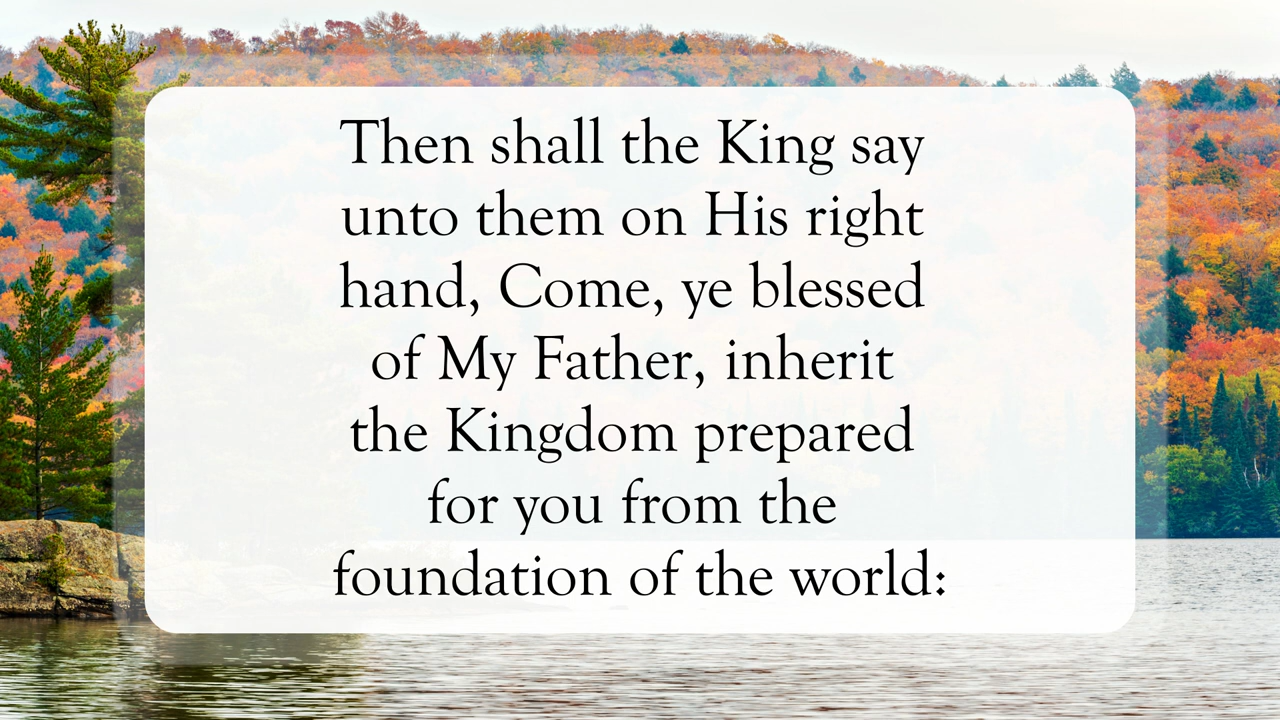 Then shall the King say
unto them on His right
hand, Come, ye blessed
of My Father, inherit
the Kingdom prepared
for you from the
foundation of the world: